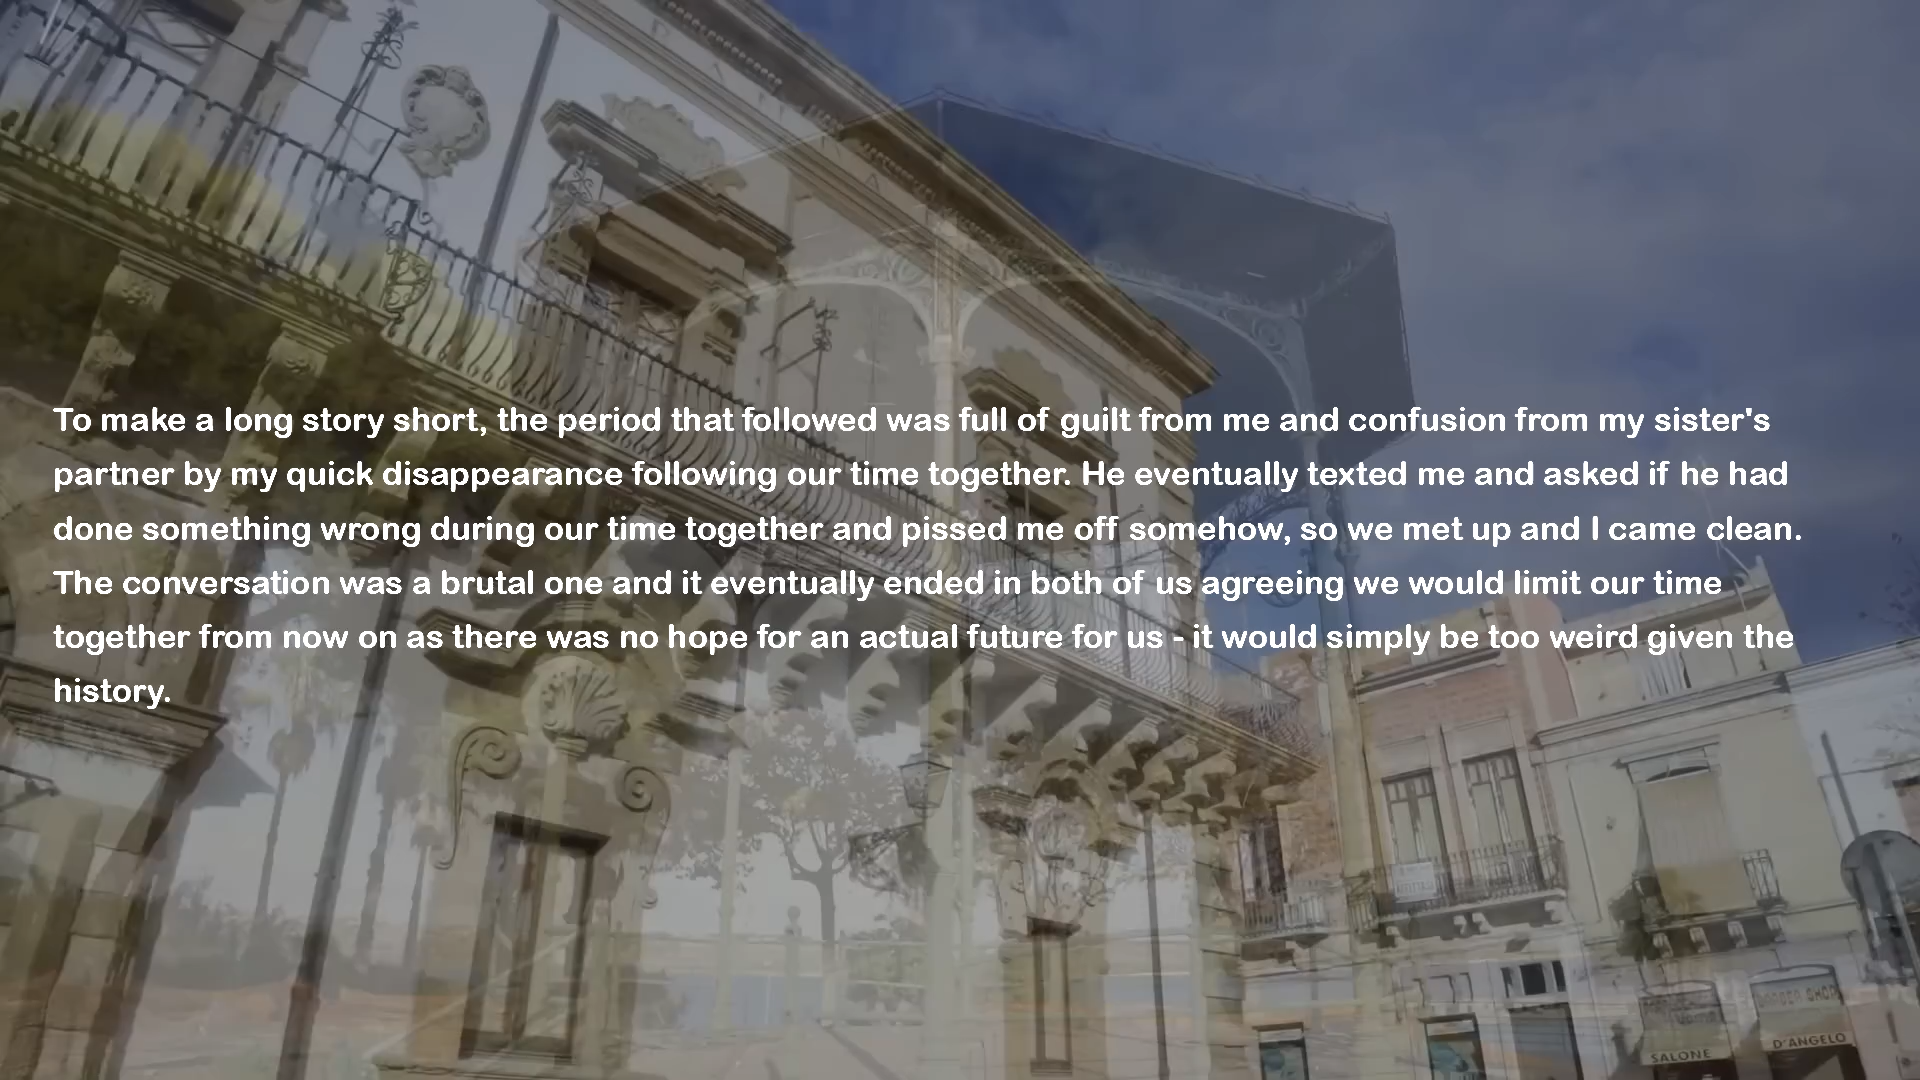 To make a long story short, the period that followed was full of guilt from me and confusion from my sister's
partner by my quick disappearance following our time together. He eventually texted me and asked if he had
done something wrong during our time together and pissed me off somehow, so we met up and I came clean.
The conversation was a brutal one and it eventually ended in both of us agreeing we would limit our time
together from now on as there was no hope for an actual future for us - it would simply be too weird given the
history.
BARBER SHOP
SALONE
D'ANGELO